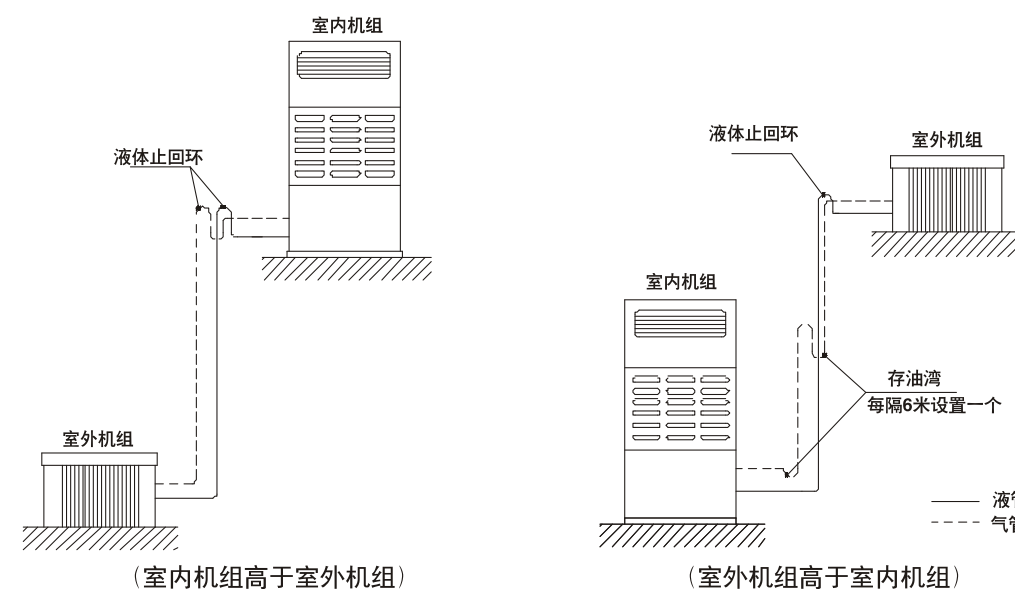 室内机组
液体止回环
室外机组
（室内机组高于室外机组）
液体止回环
室外机组
室内机组
存油湾
每隔6米设置一个
液
气
（室外机组高于室内机组）